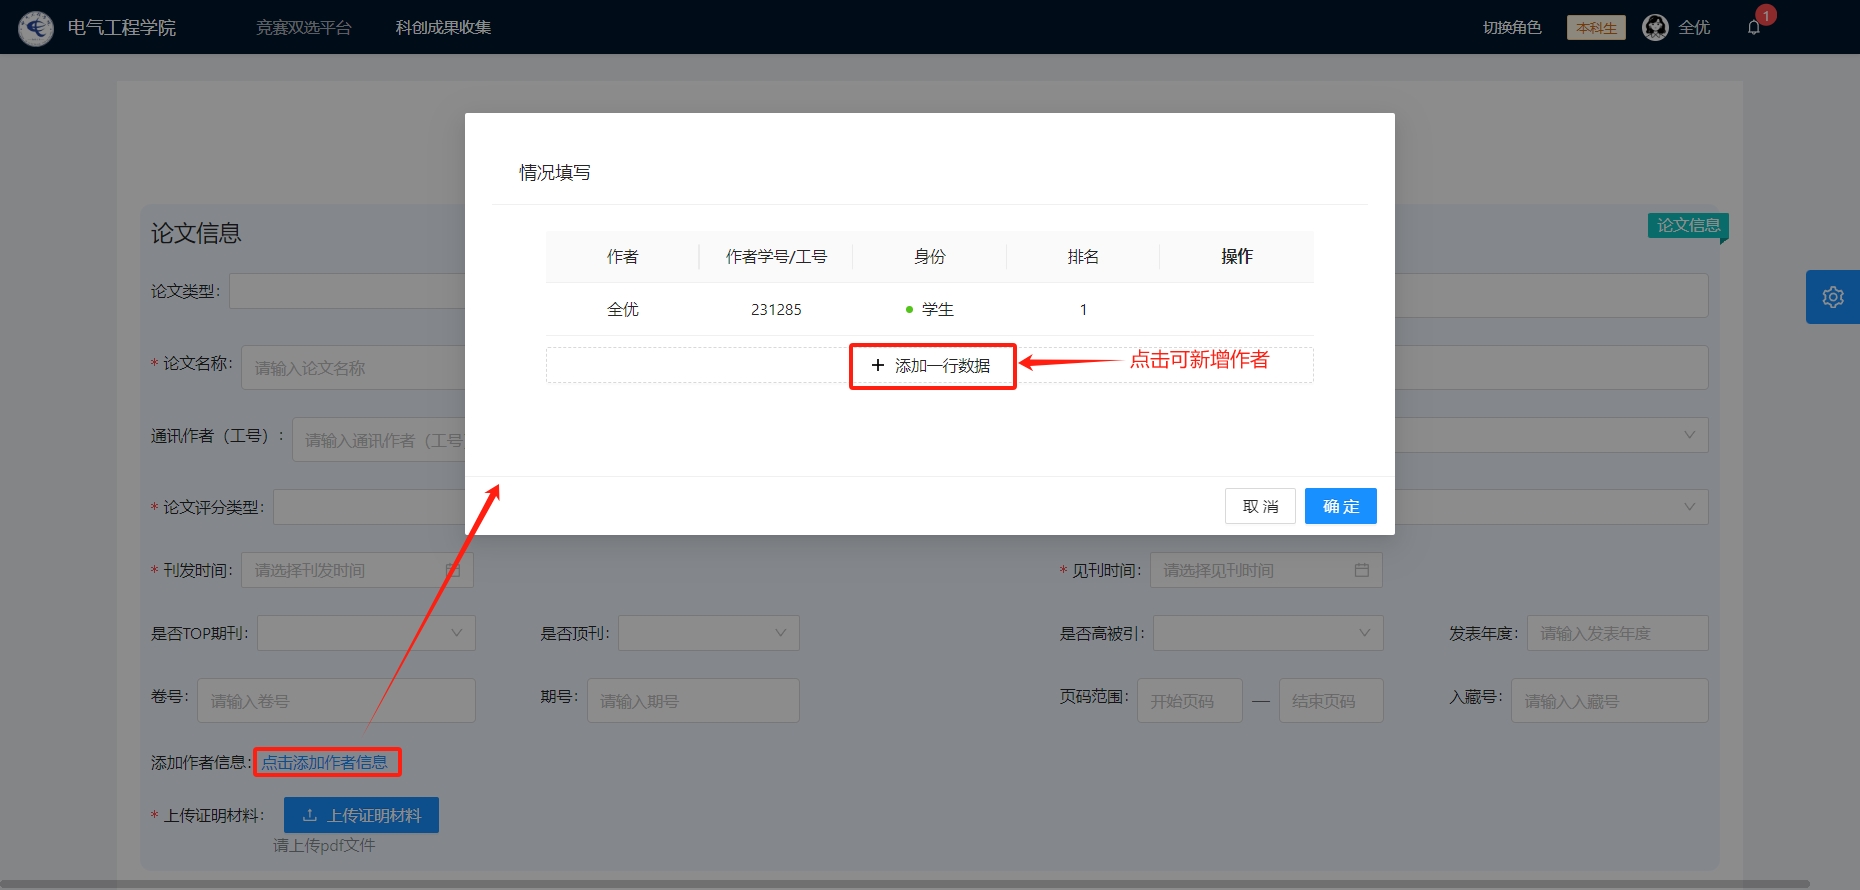 电气工程学院 竞赛双选平台 科创成果收集 切换角色 本科生 全优 1
情况填写
作者 作者学号/工号 身份 排名 操作
全优 231285 学生 1
+ 添加一行数据 点击可新增作者
取 消 确 定
论文信息 论文信息
论文类型:
* 论文名称: 请输入论文名称
通讯作者（工号）: 请输入通讯作者（工号
* 论文评分类型:
* 刊发时间: 请选择刊发时间 * 见刊时间: 请选择见刊时间
是否TOP期刊: 是否顶刊: 是否高被引: 发表年度: 请输入发表年度
卷号: 请输入卷号 期号: 请输入期号 页码范围: 开始页码 — 结束页码 入藏号: 请输入入藏号
添加作者信息: 点击添加作者信息
* 上传证明材料: 上传证明材料
请上传pdf文件